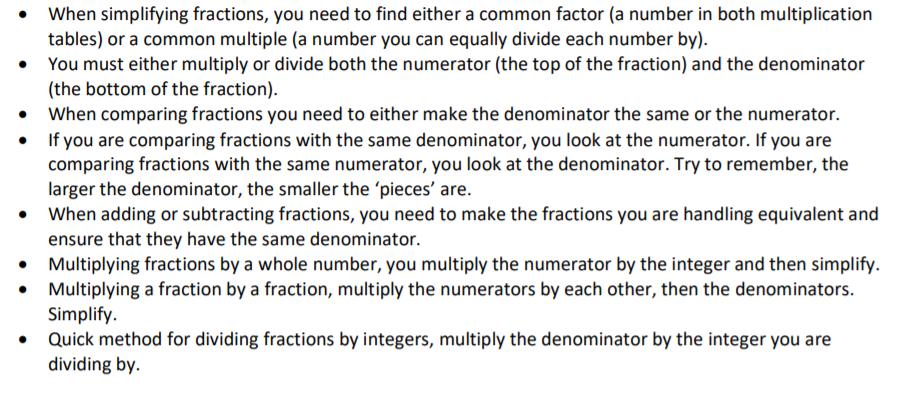 • When simplifying fractions, you need to find either a common factor (a number in both multiplication
tables) or a common multiple (a number you can equally divide each number by).
• You must either multiply or divide both the numerator (the top of the fraction) and the denominator
(the bottom of the fraction).
• When comparing fractions you need to either make the denominator the same or the numerator.
• If you are comparing fractions with the same denominator, you look at the numerator. If you are
comparing fractions with the same numerator, you look at the denominator. Try to remember, the
larger the denominator, the smaller the ‘pieces’ are.
• When adding or subtracting fractions, you need to make the fractions you are handling equivalent and
ensure that they have the same denominator.
• Multiplying fractions by a whole number, you multiply the numerator by the integer and then simplify.
• Multiplying a fraction by a fraction, multiply the numerators by each other, then the denominators.
Simplify.
• Quick method for dividing fractions by integers, multiply the denominator by the integer you are
dividing by.